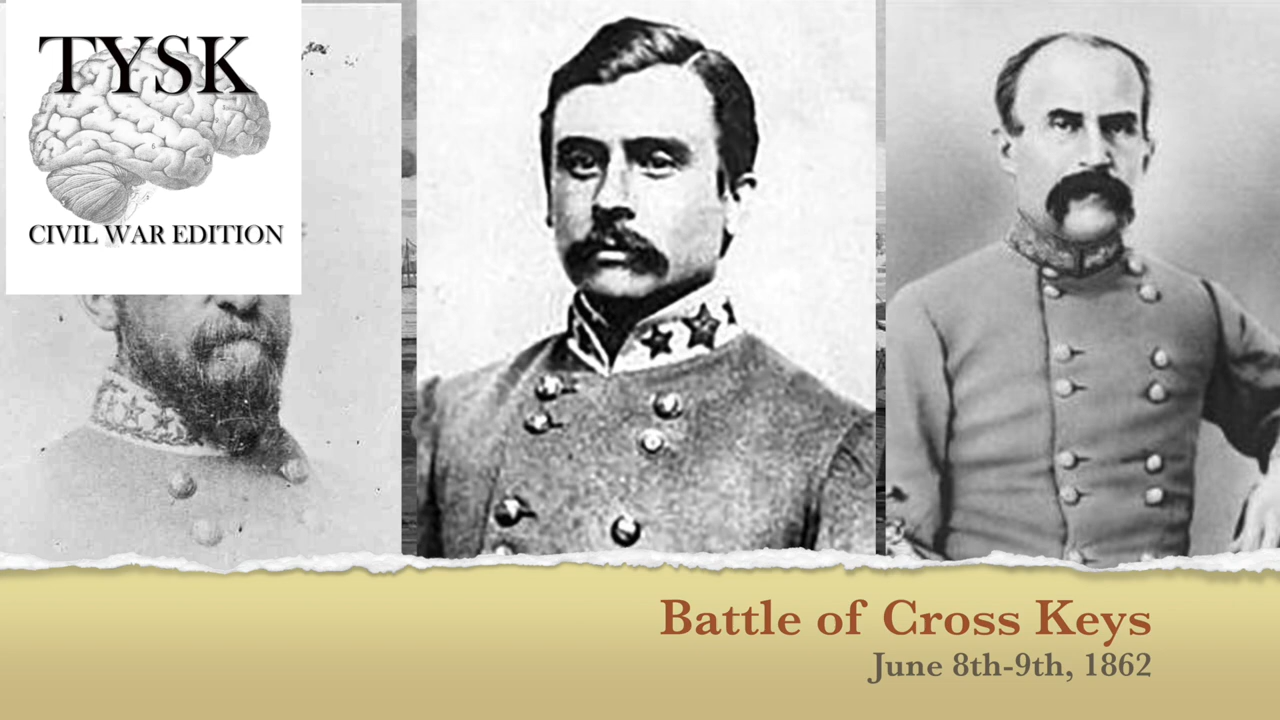 TYSK
CIVIL WAR EDITION
Battle of Cross Keys
June 8th-9th, 1862